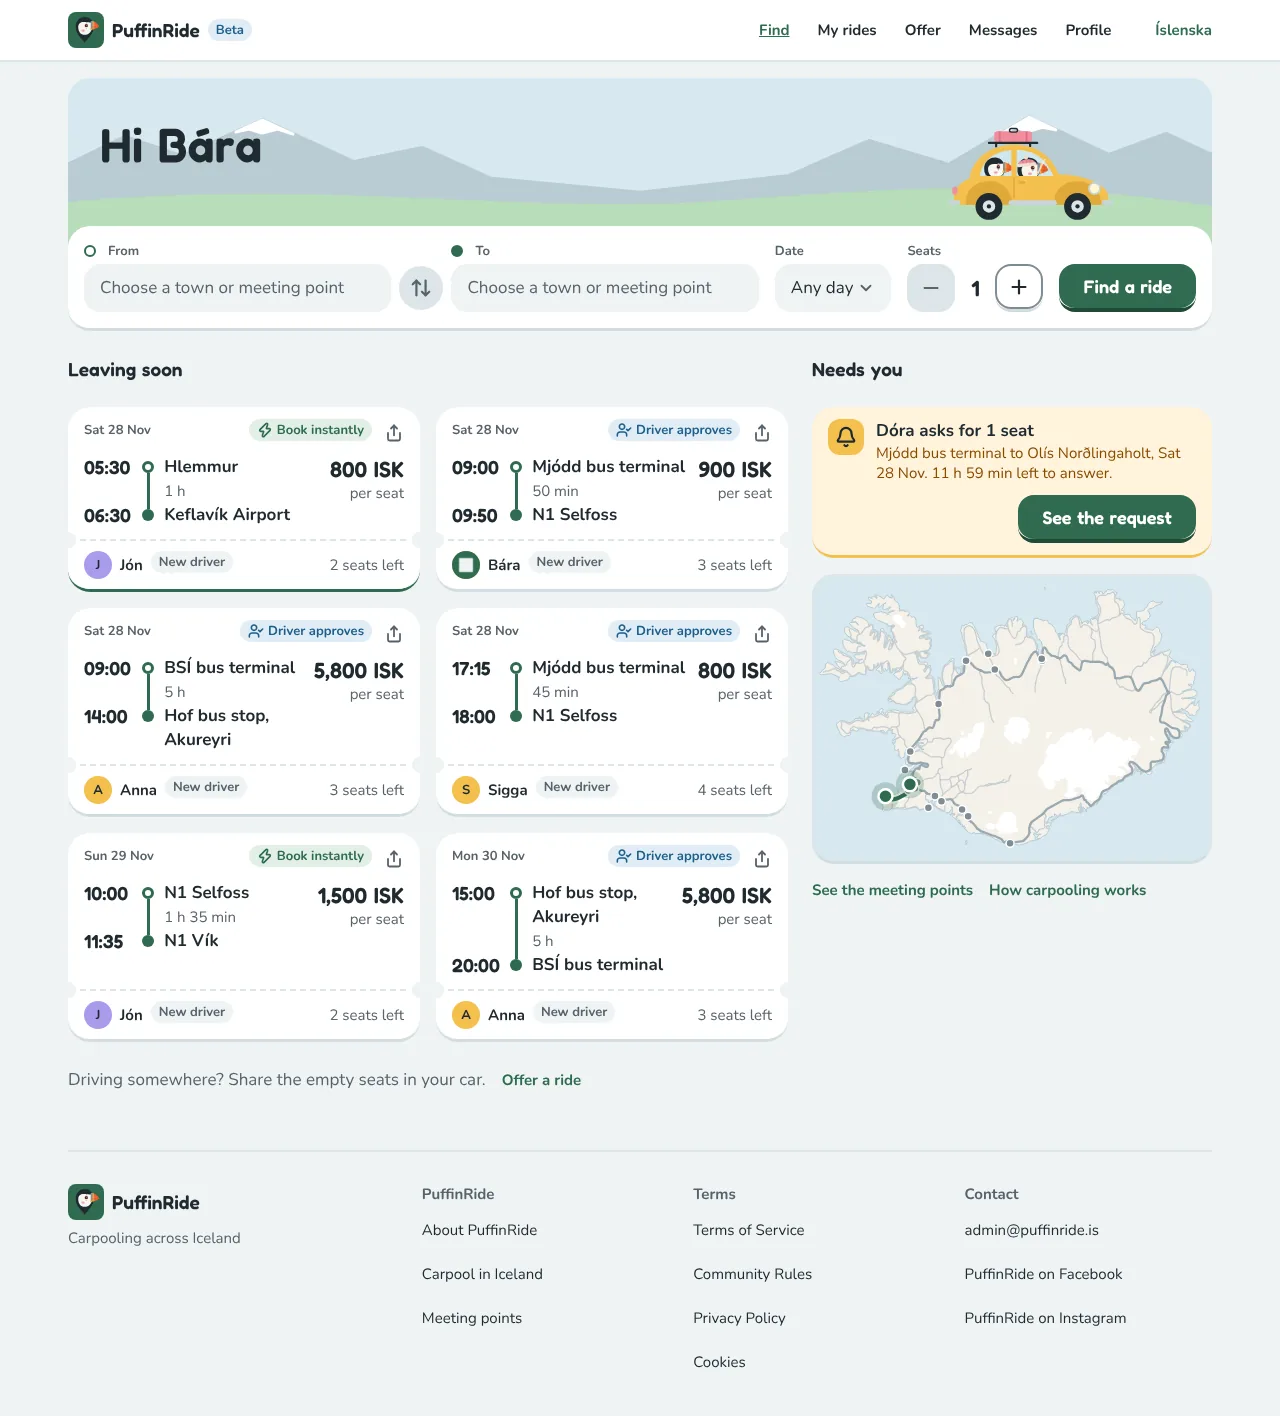 PuffinRide Beta
Find My rides Offer Messages Profile Íslenska
Hi Bára
From
Choose a town or meeting point
To
Choose a town or meeting point
Date
Any day
Seats
1
Find a ride
Leaving soon
Sat 28 Nov Book instantly
05:30 Hlemmur 800 ISK
1 h per seat
06:30 Keflavík Airport
J Jón New driver 2 seats left
Sat 28 Nov Driver approves
09:00 Mjódd bus terminal 900 ISK
50 min per seat
09:50 N1 Selfoss
Bára New driver 3 seats left
Sat 28 Nov Driver approves
09:00 BSÍ bus terminal 5,800 ISK
5 h per seat
14:00 Hof bus stop,
Akureyri
A Anna New driver 3 seats left
Sat 28 Nov Driver approves
17:15 Mjódd bus terminal 800 ISK
45 min per seat
18:00 N1 Selfoss
S Sigga New driver 4 seats left
Sun 29 Nov Book instantly
10:00 N1 Selfoss 1,500 ISK
1 h 35 min per seat
11:35 N1 Vík
J Jón New driver 2 seats left
Mon 30 Nov Driver approves
15:00 Hof bus stop, 5,800 ISK
Akureyri per seat
5 h
20:00 BSÍ bus terminal
A Anna New driver 3 seats left
Driving somewhere? Share the empty seats in your car. Offer a ride
Needs you
Dóra asks for 1 seat
Mjódd bus terminal to Olís Norðlingaholt, Sat
28 Nov. 11 h 59 min left to answer.
See the request
See the meeting points How carpooling works
PuffinRide
Carpooling across Iceland
PuffinRide
About PuffinRide
Carpool in Iceland
Meeting points
Terms
Terms of Service
Community Rules
Privacy Policy
Cookies
Contact
admin@puffinride.is
PuffinRide on Facebook
PuffinRide on Instagram